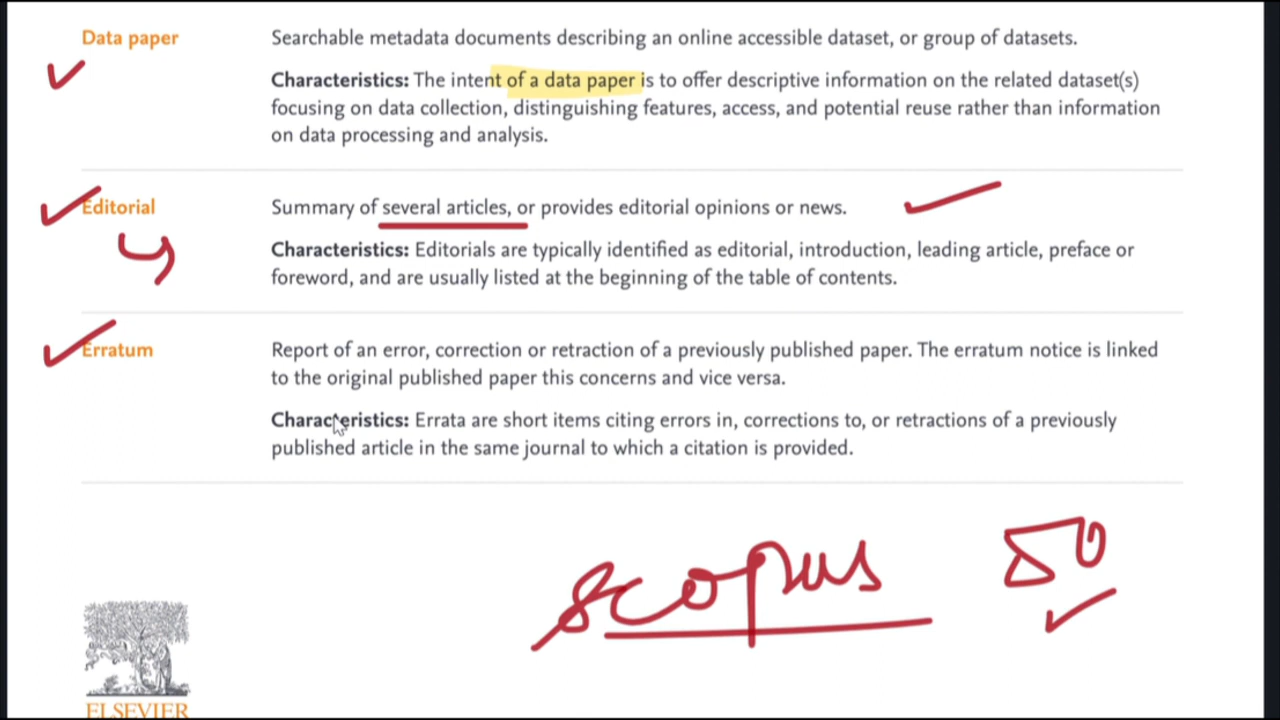 Data paper
Searchable metadata documents describing an online accessible dataset, or group of datasets.
Characteristics: The intent of a data paper is to offer descriptive information on the related dataset(s)
focusing on data collection, distinguishing features, access, and potential reuse rather than information
on data processing and analysis.
Editorial
Summary of several articles, or provides editorial opinions or news.
Characteristics: Editorials are typically identified as editorial, introduction, leading article, preface or
foreword, and are usually listed at the beginning of the table of contents.
Erratum
Report of an error, correction or retraction of a previously published paper. The erratum notice is linked
to the original published paper this concerns and vice versa.
Characteristics: Errata are short items citing errors in, corrections to, or retractions of a previously
published article in the same journal to which a citation is provided.
scopus 50
ELSEVIER